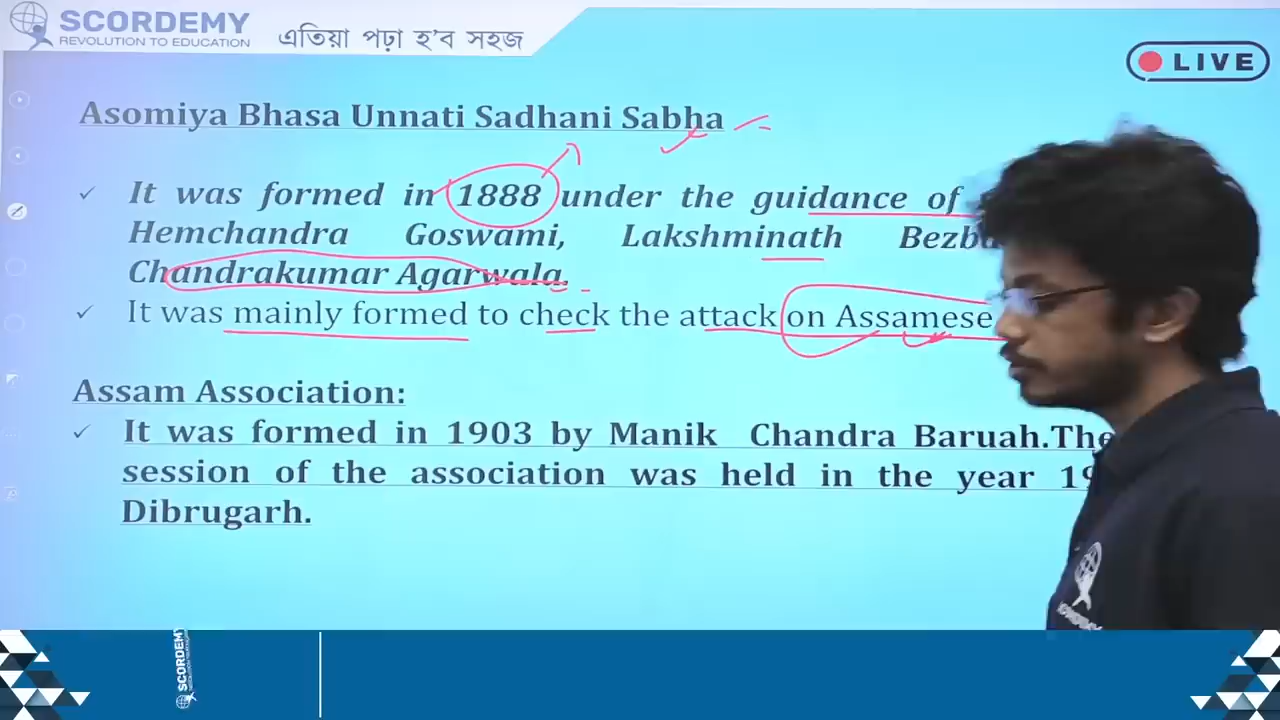 SCORDEMY
REVOLUTION TO EDUCATION
এতিয়া পঢ়া হ'ব সহজ
LIVE
Asomiya Bhasa Unnati Sadhani Sabha
It was formed in 1888 under the guidance of
Hemchandra Goswami, Lakshminath
Chandrakumar Agarwala.
It was mainly formed to check the attack on Assamese
Assam Association:
It was formed in 1903 by Manik Chandra Baruah.The
session of the association was held in the year
Dibrugarh.
SCORDEMY